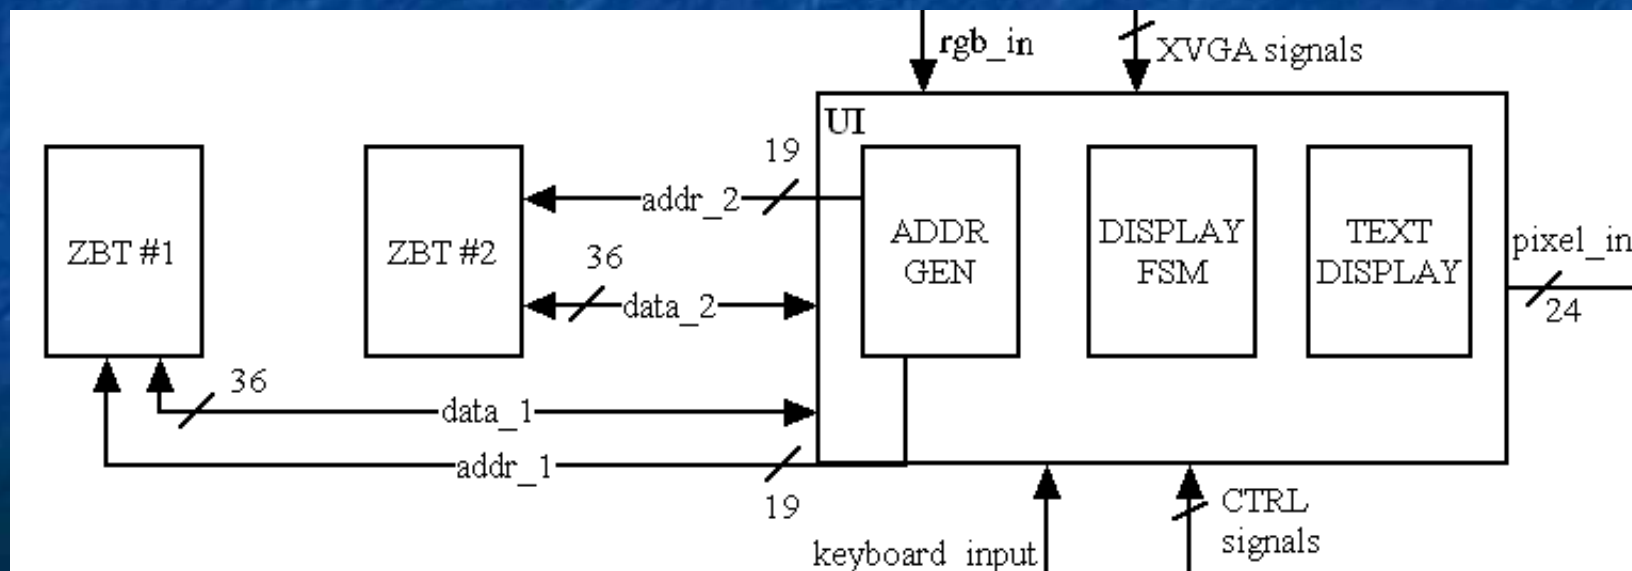 rgb_in
XVGA signals
UI
19
addr_2
ZBT #1
ZBT #2
ADDR
GEN
DISPLAY
FSM
TEXT
DISPLAY
pixel_in
24
36
data_2
36
data_1
addr_1
19
CTRL
signals
keyboard input